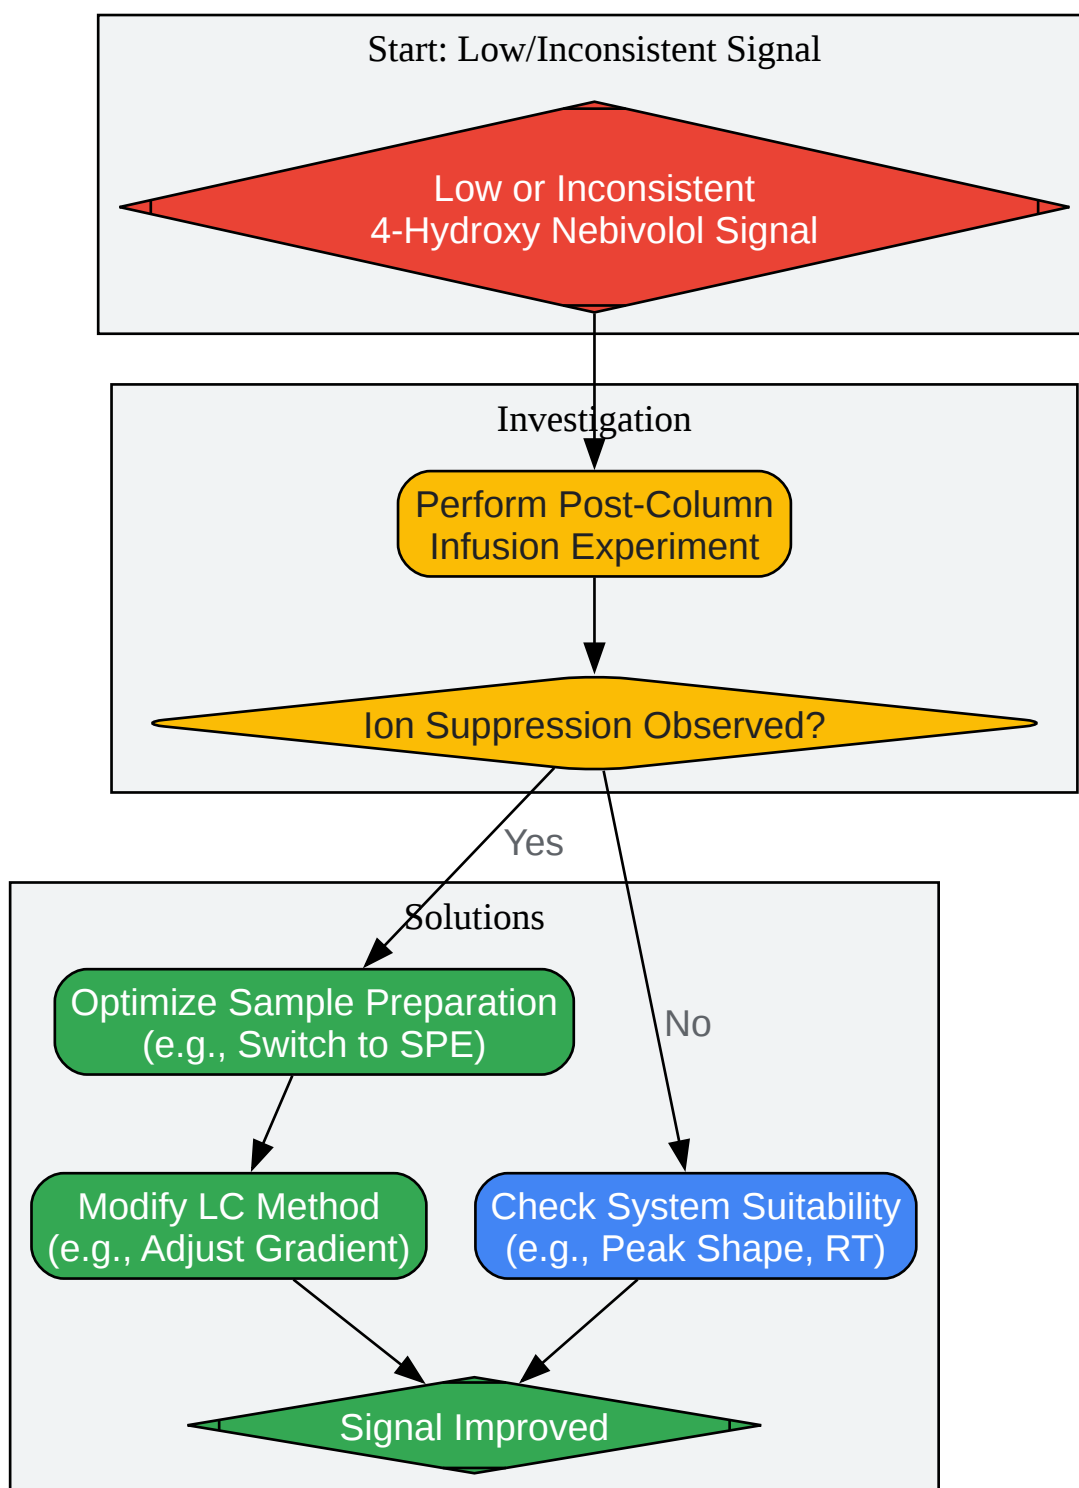 Start: Low/Inconsistent Signal
Low or Inconsistent
4-Hydroxy Nebivolol Signal
Investigation
Perform Post-Column
Infusion Experiment
Ion Suppression Observed?
Yes
Solutions
Optimize Sample Preparation
(e.g., Switch to SPE)
No
Modify LC Method
(e.g., Adjust Gradient)
Check System Suitability
(e.g., Peak Shape, RT)
Signal Improved